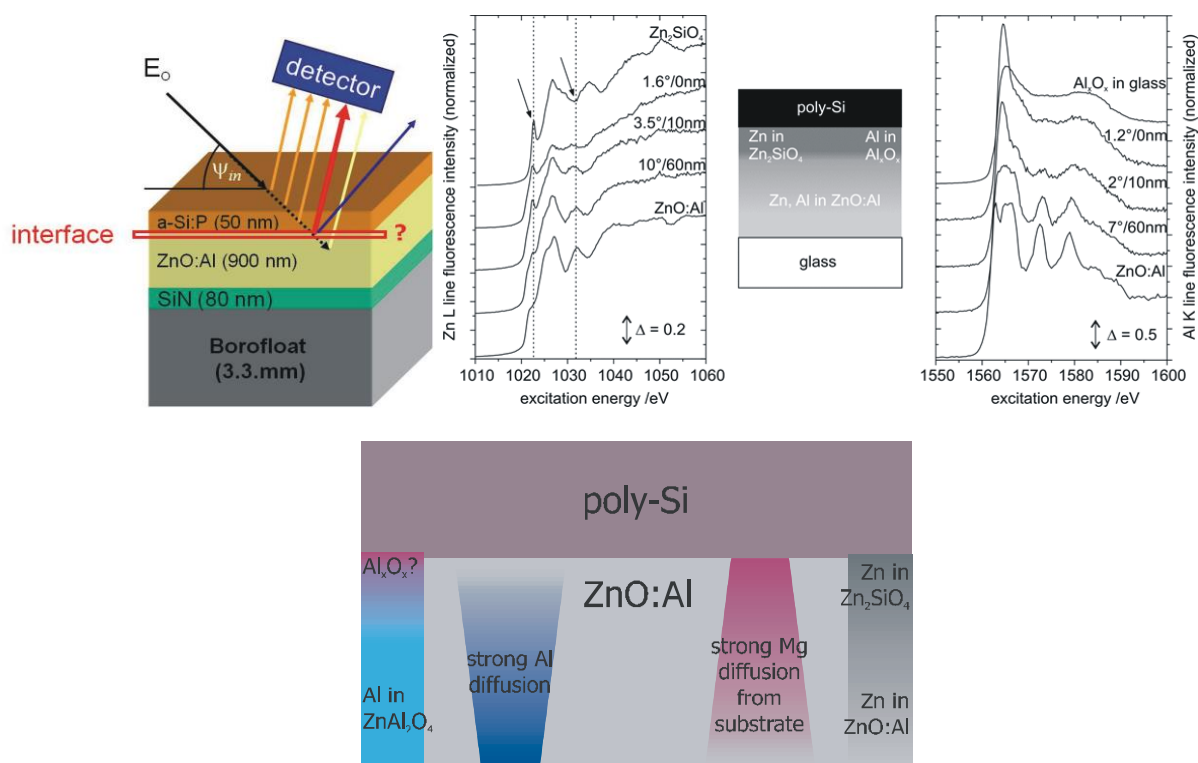 E₀
detector
Ψin
a-Si:P (50 nm)
interface
?
ZnO:Al (900 nm)
SiN (80 nm)
Borofloat
(3.3.mm)
Zn L line fluorescence intensity (normalized)
Zn₂SiO₄
1.6°/0nm
3.5°/10nm
10°/60nm
ZnO:Al
Δ = 0.2
1010 1020 1030 1040 1050 1060
excitation energy /eV
poly-Si
Zn in
Zn₂SiO₄
Al in
AlₓOₓ
Zn, Al in ZnO:Al
glass
AlₓOₓ in glass
1.2°/0nm
2°/10nm
7°/60nm
ZnO:Al
Δ = 0.5
1550 1560 1570 1580 1590 1600
excitation energy /eV
Al K line fluorescence intensity (normalized)
poly-Si
AlₓOₓ?
Al in
ZnAl₂O₄
strong Al
diffusion
ZnO:Al
strong Mg
diffusion
from
substrate
Zn in
Zn₂SiO₄
Zn in
ZnO:Al